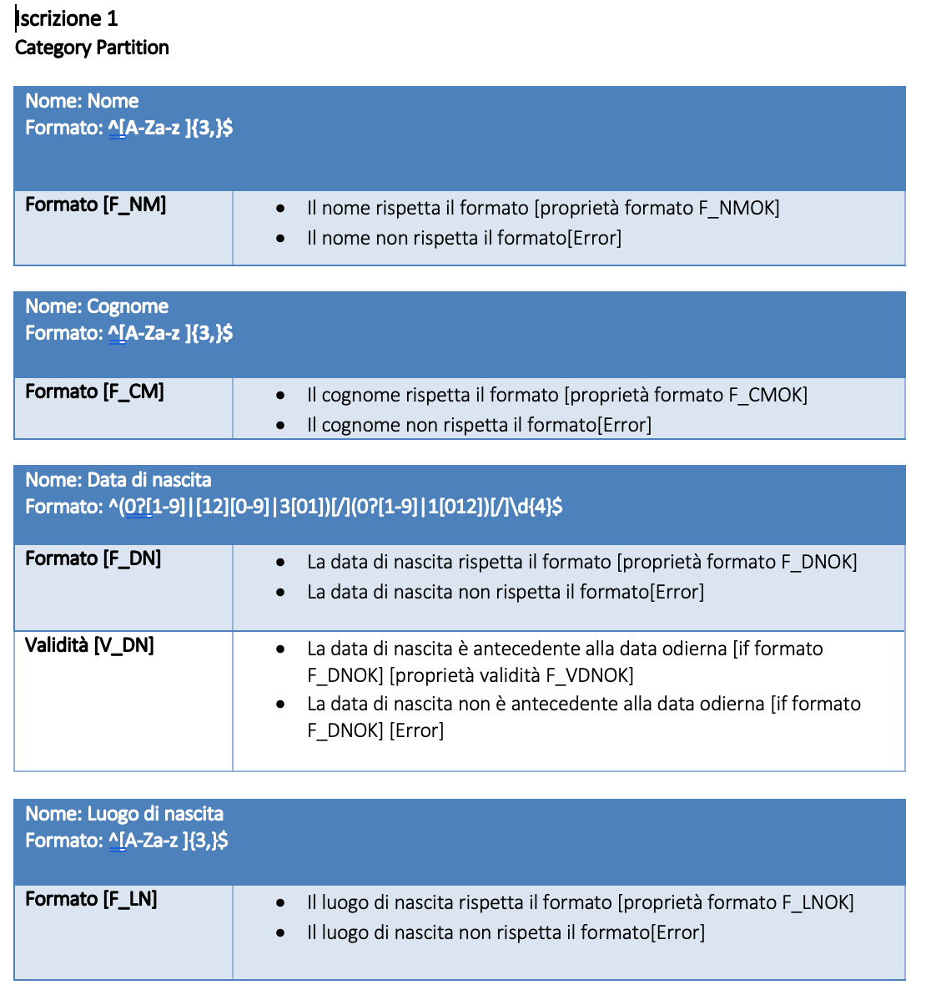 Iscrizione 1
Category Partition
Nome: Nome
Formato: ^[A-Za-z ]{3,}$
Formato [F_NM]
● Il nome rispetta il formato [proprietà formato F_NMOK]
● Il nome non rispetta il formato[Error]
Nome: Cognome
Formato: ^[A-Za-z ]{3,}$
Formato [F_CM]
● Il cognome rispetta il formato [proprietà formato F_CMOK]
● Il cognome non rispetta il formato[Error]
Nome: Data di nascita
Formato: ^(0?[1-9]|[12][0-9]|3[01])[/](0?[1-9]|1[012])[/]\d{4}$
Formato [F_DN]
● La data di nascita rispetta il formato [proprietà formato F_DNOK]
● La data di nascita non rispetta il formato[Error]
Validità [V_DN]
● La data di nascita è antecedente alla data odierna [if formato
F_DNOK] [proprietà validità F_VDNOK]
● La data di nascita non è antecedente alla data odierna [if formato
F_DNOK] [Error]
Nome: Luogo di nascita
Formato: ^[A-Za-z ]{3,}$
Formato [F_LN]
● Il luogo di nascita rispetta il formato [proprietà formato F_LNOK]
● Il luogo di nascita non rispetta il formato[Error]